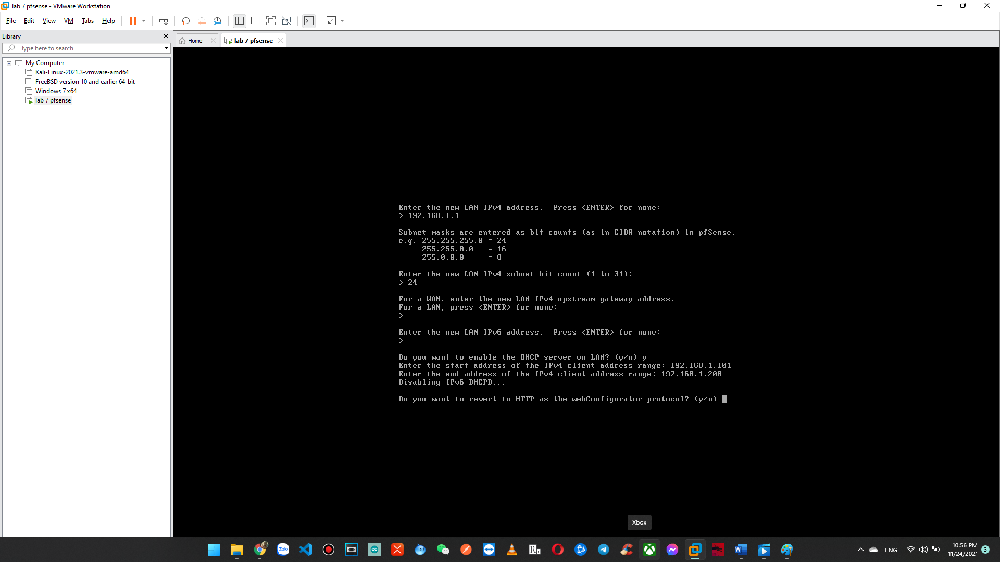 lab 7 pfsense - VMware Workstation
File Edit View VM Tabs Help
Library
Type here to search
My Computer
Kali-Linux-2021.3-vmware-amd64
FreeBSD version 10 and earlier 64-bit
Windows 7 x64
lab 7 pfsense
Home
lab 7 pfsense
Enter the new LAN IPv4 address.  Press <ENTER> for none:
> 192.168.1.1
Subnet masks are entered as bit counts (as in CIDR notation) in pfSense.
e.g. 255.255.255.0 = 24
255.255.0.0   = 16
255.0.0.0     = 8
Enter the new LAN IPv4 subnet bit count (1 to 31):
> 24
For a WAN, enter the new LAN IPv4 upstream gateway address.
For a LAN, press <ENTER> for none:
>
Enter the new LAN IPv6 address.  Press <ENTER> for none:
>
Do you want to enable the DHCP server on LAN? (y/n) y
Enter the start address of the IPv4 client address range: 192.168.1.101
Enter the end address of the IPv4 client address range: 192.168.1.200
Disabling IPv6 DHCPD...
Do you want to revert to HTTP as the webConfigurator protocol? (y/n)
Xbox
Zalo
ENG
10:56 PM
11/24/2021
3